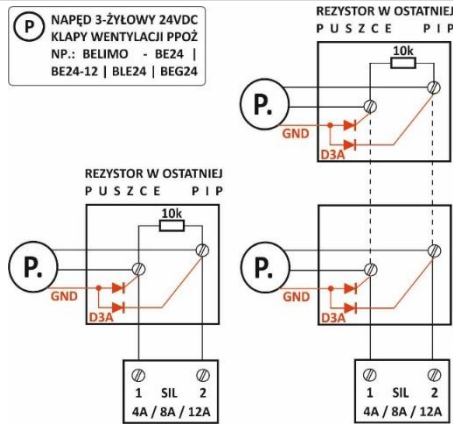 P
NAPĘD 3-ŻYŁOWY 24VDC
KLAPY WENTYLACJI PPOŻ
NP.: BELIMO - BE24 |
BE24-12 | BLE24 | BEG24
REZYSTOR W OSTATNIEJ
PUSZCE PIP
10k
P.
GND
D3A
REZYSTOR W OSTATNIEJ
PUSZCE PIP
10k
P.
GND
D3A
1 SIL 2
4A / 8A / 12A
P.
GND
D3A
1 SIL 2
4A / 8A / 12A